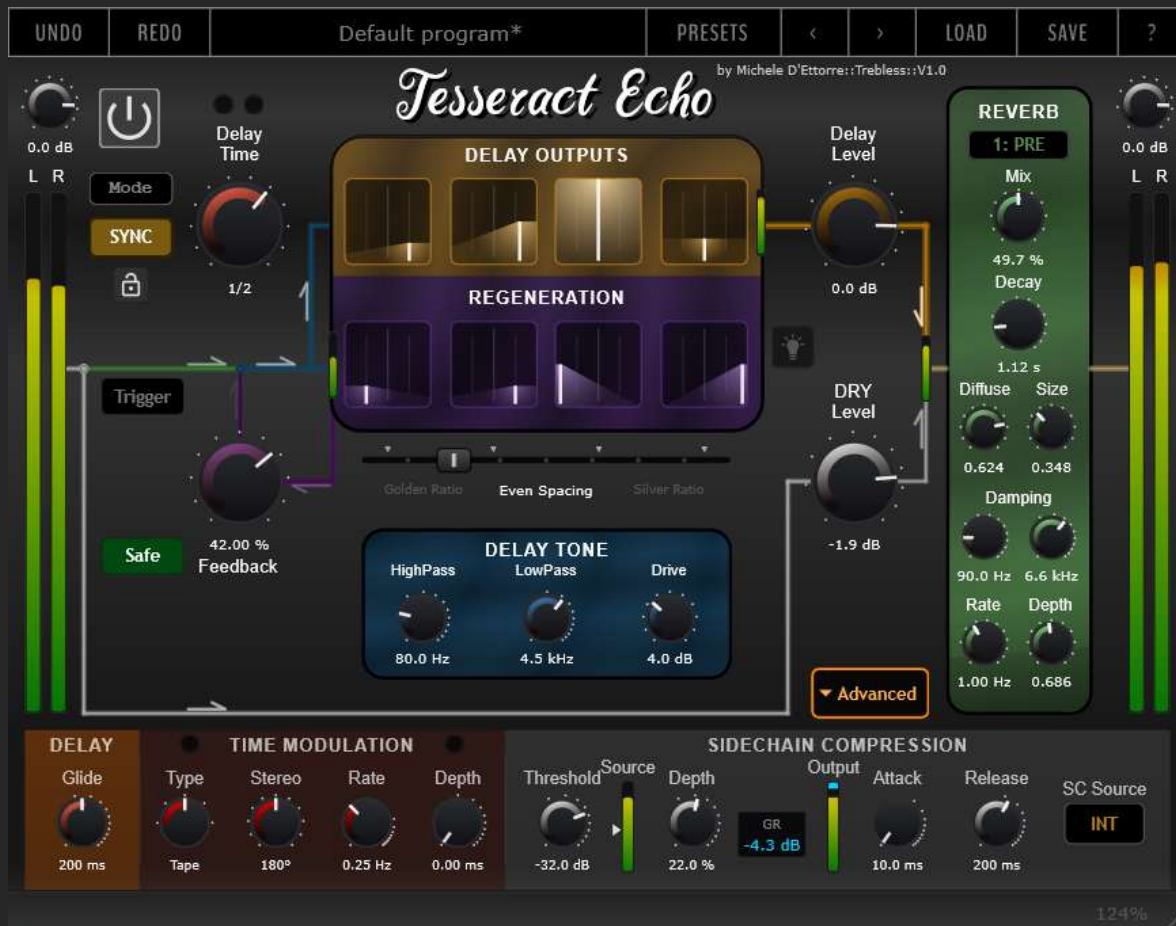 UNDO REDO Default program* PRESETS ‹ › LOAD SAVE ?
by Michele D'Ettorre::Trebless::V1.0
Tesseract Echo
0.0 dB
L R
Mode
SYNC
Delay
Time
1/2
DELAY OUTPUTS
REGENERATION
Delay
Level
0.0 dB
REVERB
1: PRE
Mix
49.7 %
Decay
1.12 s
Diffuse Size
0.624 0.348
Damping
90.0 Hz 6.6 kHz
Rate Depth
1.00 Hz 0.686
0.0 dB
L R
Trigger
42.00 %
Feedback
Safe
Golden Ratio Even Spacing Silver Ratio
DRY
Level
-1.9 dB
DELAY TONE
HighPass LowPass Drive
80.0 Hz 4.5 kHz 4.0 dB
Advanced
DELAY
Glide
200 ms
TIME MODULATION
Type Stereo Rate Depth
Tape 180º 0.25 Hz 0.00 ms
SIDECHAIN COMPRESSION
Threshold Source Depth Output Attack Release SC Source
GR
-4.3 dB
INT
-32.0 dB 22.0 % 10.0 ms 200 ms
124%